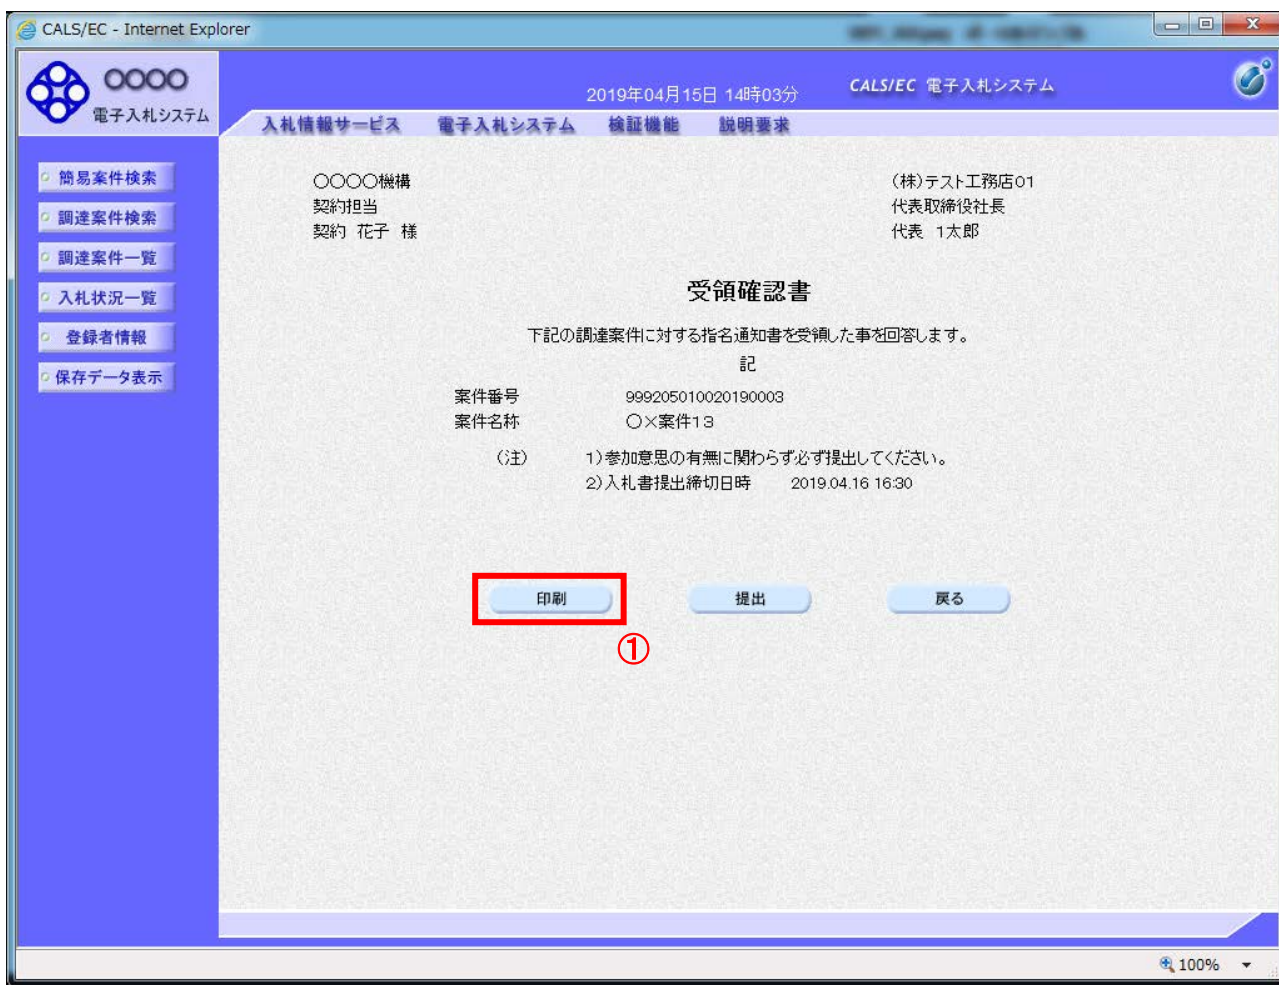 CALS/EC - Internet Explorer
〇〇〇〇
電子入札システム
2019年04月15日 14時03分
CALS/EC 電子入札システム
入札情報サービス 電子入札システム 検証機能 説明要求
簡易案件検索
調達案件検索
調達案件一覧
入札状況一覧
登録者情報
保存データ表示
〇〇〇〇機構
契約担当
契約 花子 様
(株)テスト工務店01
代表取締役社長
代表 1太郎
受領確認書
下記の調達案件に対する指名通知書を受領した事を回答します。
記
案件番号 999205010020190003
案件名称 〇×案件13
(注) 1)参加意思の有無に関わらず必ず提出してください。
2)入札書提出締切日時 2019.04.16 16:30
印刷 提出 戻る
①
100%